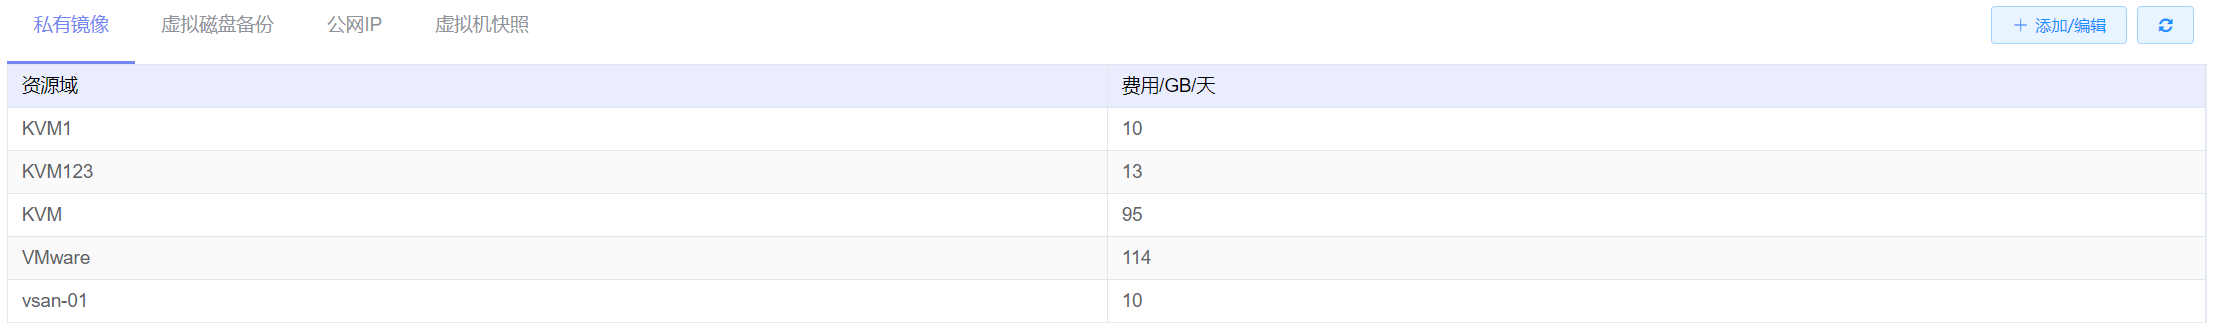 私有镜像 虚拟磁盘备份 公网IP 虚拟机快照 添加/编辑
资源域 费用/GB/天
KVM1 10
KVM123 13
KVM 95
VMware 114
vsan-01 10